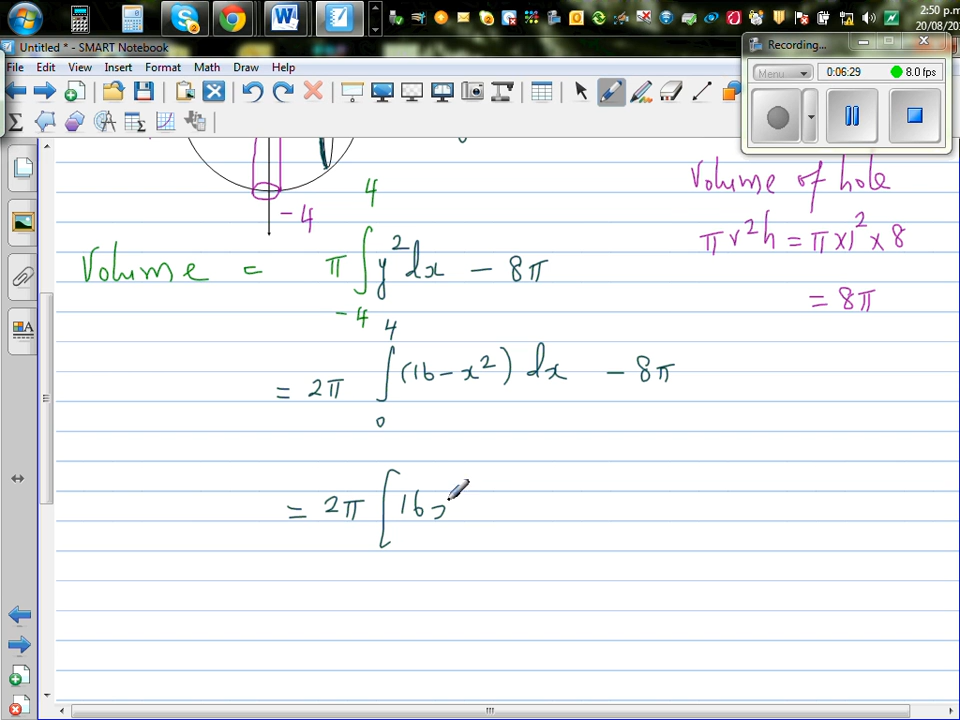 2:50 p.m
20/08/
Untitled * - SMART Notebook
Recording...
File Edit View Insert Format Math Draw Help
Menu 0:06:29 8.0 fps
4
-4
Volume of hole
πr²h = π×1²×8
= 8π
Volume = π ∫ y² dx - 8π
-4
4
= 2π ∫ (16-x²) dx - 8π
0
= 2π [16